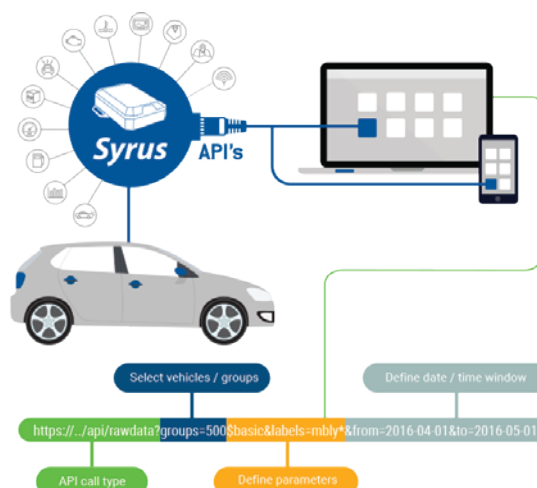 Syrus
API's
Select vehicles / groups
Define date / time window
https://../api/rawdata?groups=500$basic&labels=mbly*&from=2016-04-01&to=2016-05-01
API call type
Define parameters